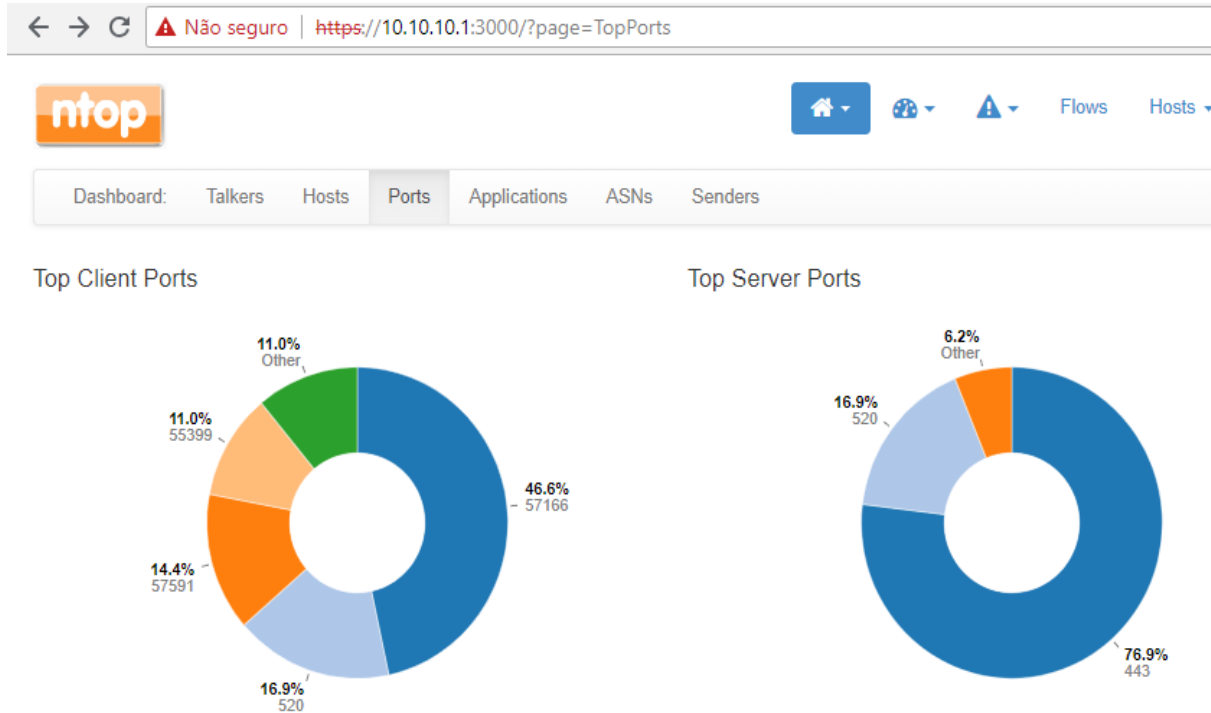 Não seguro | https://10.10.10.1:3000/?page=TopPorts
ntop
Flows Hosts
Dashboard: Talkers Hosts Ports Applications ASNs Senders
Top Client Ports
11.0%
Other
11.0%
55399
46.6%
57166
14.4%
57591
16.9%
520
Top Server Ports
6.2%
Other
16.9%
520
76.9%
443